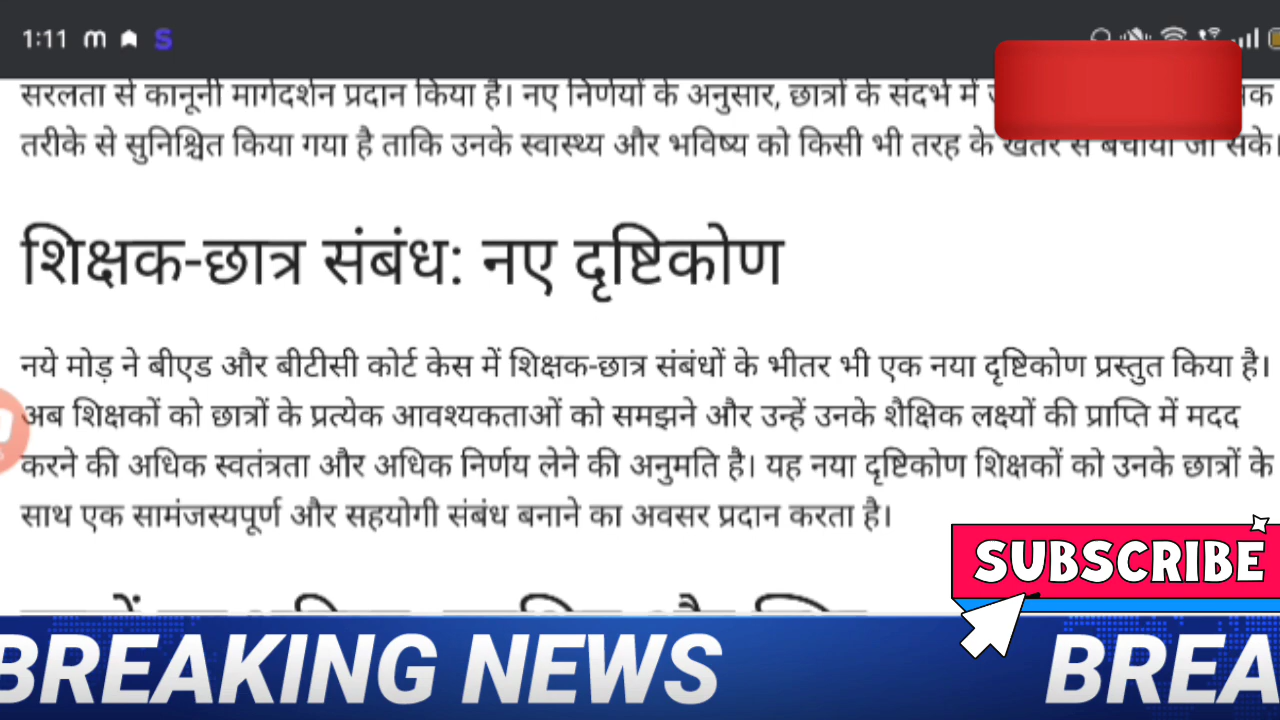 1:11 m S
सरलता से कानूनी मार्गदर्शन प्रदान किया है। नए निर्णयों के अनुसार, छात्रों के संदर्भ में
तरीके से सुनिश्चित किया गया है ताकि उनके स्वास्थ्य और भविष्य को किसी भी तरह के खतरे से बचाया जा सके।
शिक्षक-छात्र संबंध: नए दृष्टिकोण
नये मोड़ ने बीएड और बीटीसी कोर्ट केस में शिक्षक-छात्र संबंधों के भीतर भी एक नया दृष्टिकोण प्रस्तुत किया है।
अब शिक्षकों को छात्रों के प्रत्येक आवश्यकताओं को समझने और उन्हें उनके शैक्षिक लक्ष्यों की प्राप्ति में मदद
करने की अधिक स्वतंत्रता और अधिक निर्णय लेने की अनुमति है। यह नया दृष्टिकोण शिक्षकों को उनके छात्रों के
साथ एक सामंजस्यपूर्ण और सहयोगी संबंध बनाने का अवसर प्रदान करता है।
SUBSCRIBE
BREAKING NEWS BREA